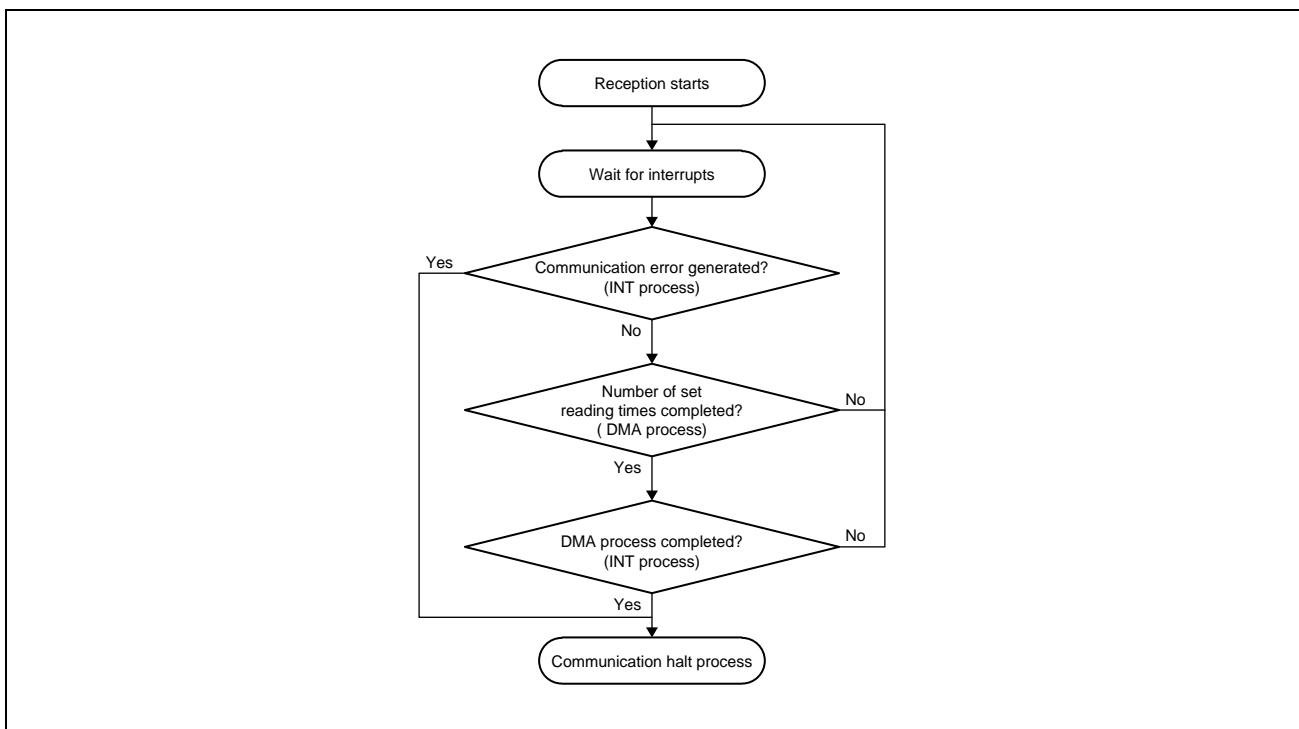 Reception starts
Wait for interrupts
Yes
Communication error generated?
(INT process)
No
Number of set
reading times completed?
( DMA process)
No
Yes
DMA process completed?
(INT process)
No
Yes
Communication halt process